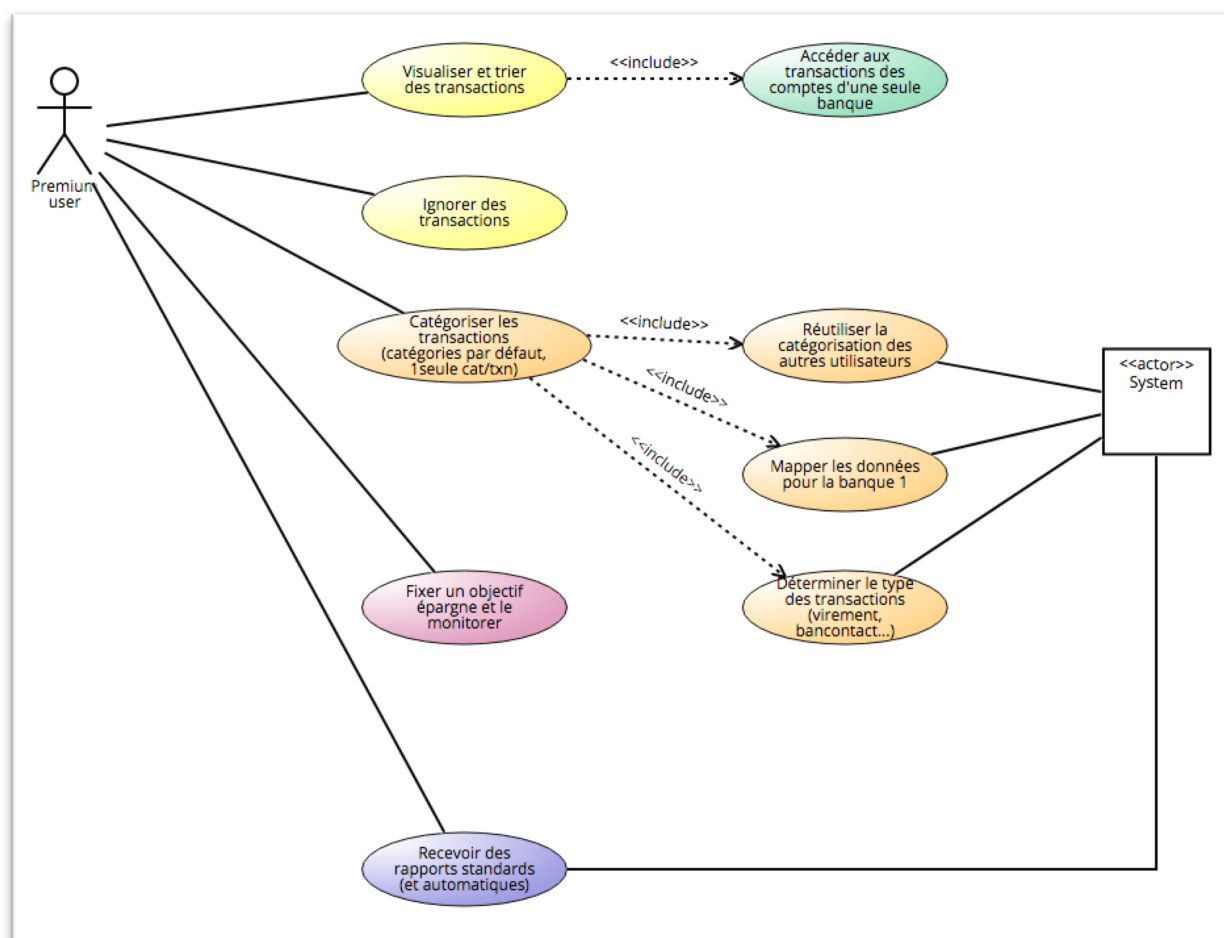 Visualiser et trier
des transactions
<<include>>
Accéder aux
transactions des
comptes d'une seule
banque
Premium
user
Ignorer des
transactions
Catégoriser les
transactions
(catégories par défaut,
1seule cat/txn)
<<include>>
Réutiliser la
catégorisation des
autres utilisateurs
<<actor>>
System
<<include>>
Mapper les données
pour la banque 1
<<include>>
Fixer un objectif
épargne et le
monitorer
Déterminer le type
des transactions
(virement,
bancontact...)
Recevoir des
rapports standards
(et automatiques)